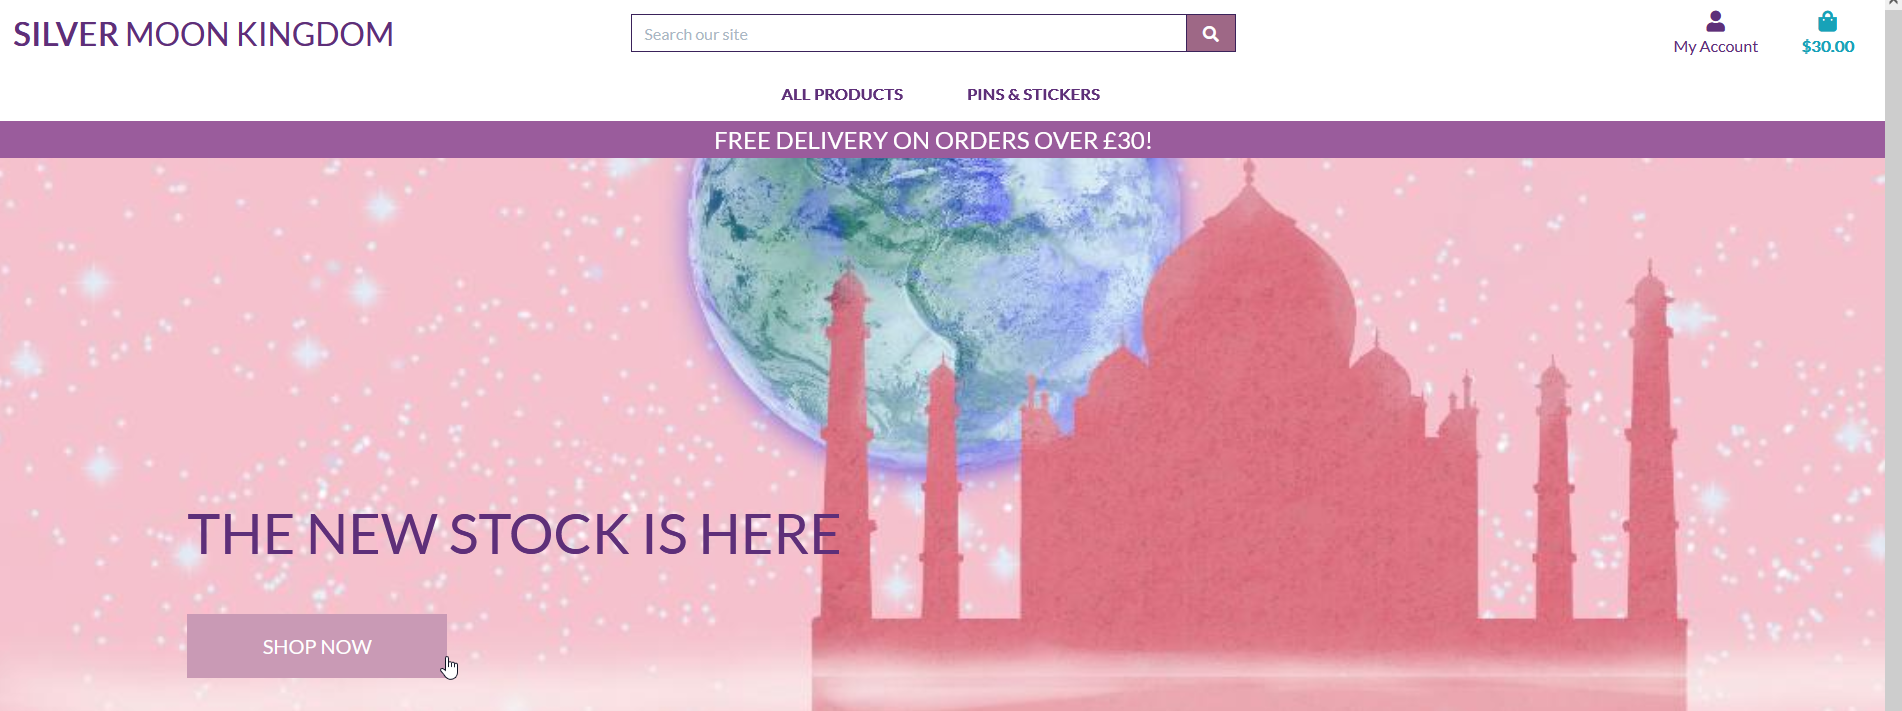 SILVER MOON KINGDOM
Search our site
My Account
$30.00
ALL PRODUCTS
PINS & STICKERS
FREE DELIVERY ON ORDERS OVER £30!
THE NEW STOCK IS HERE
SHOP NOW